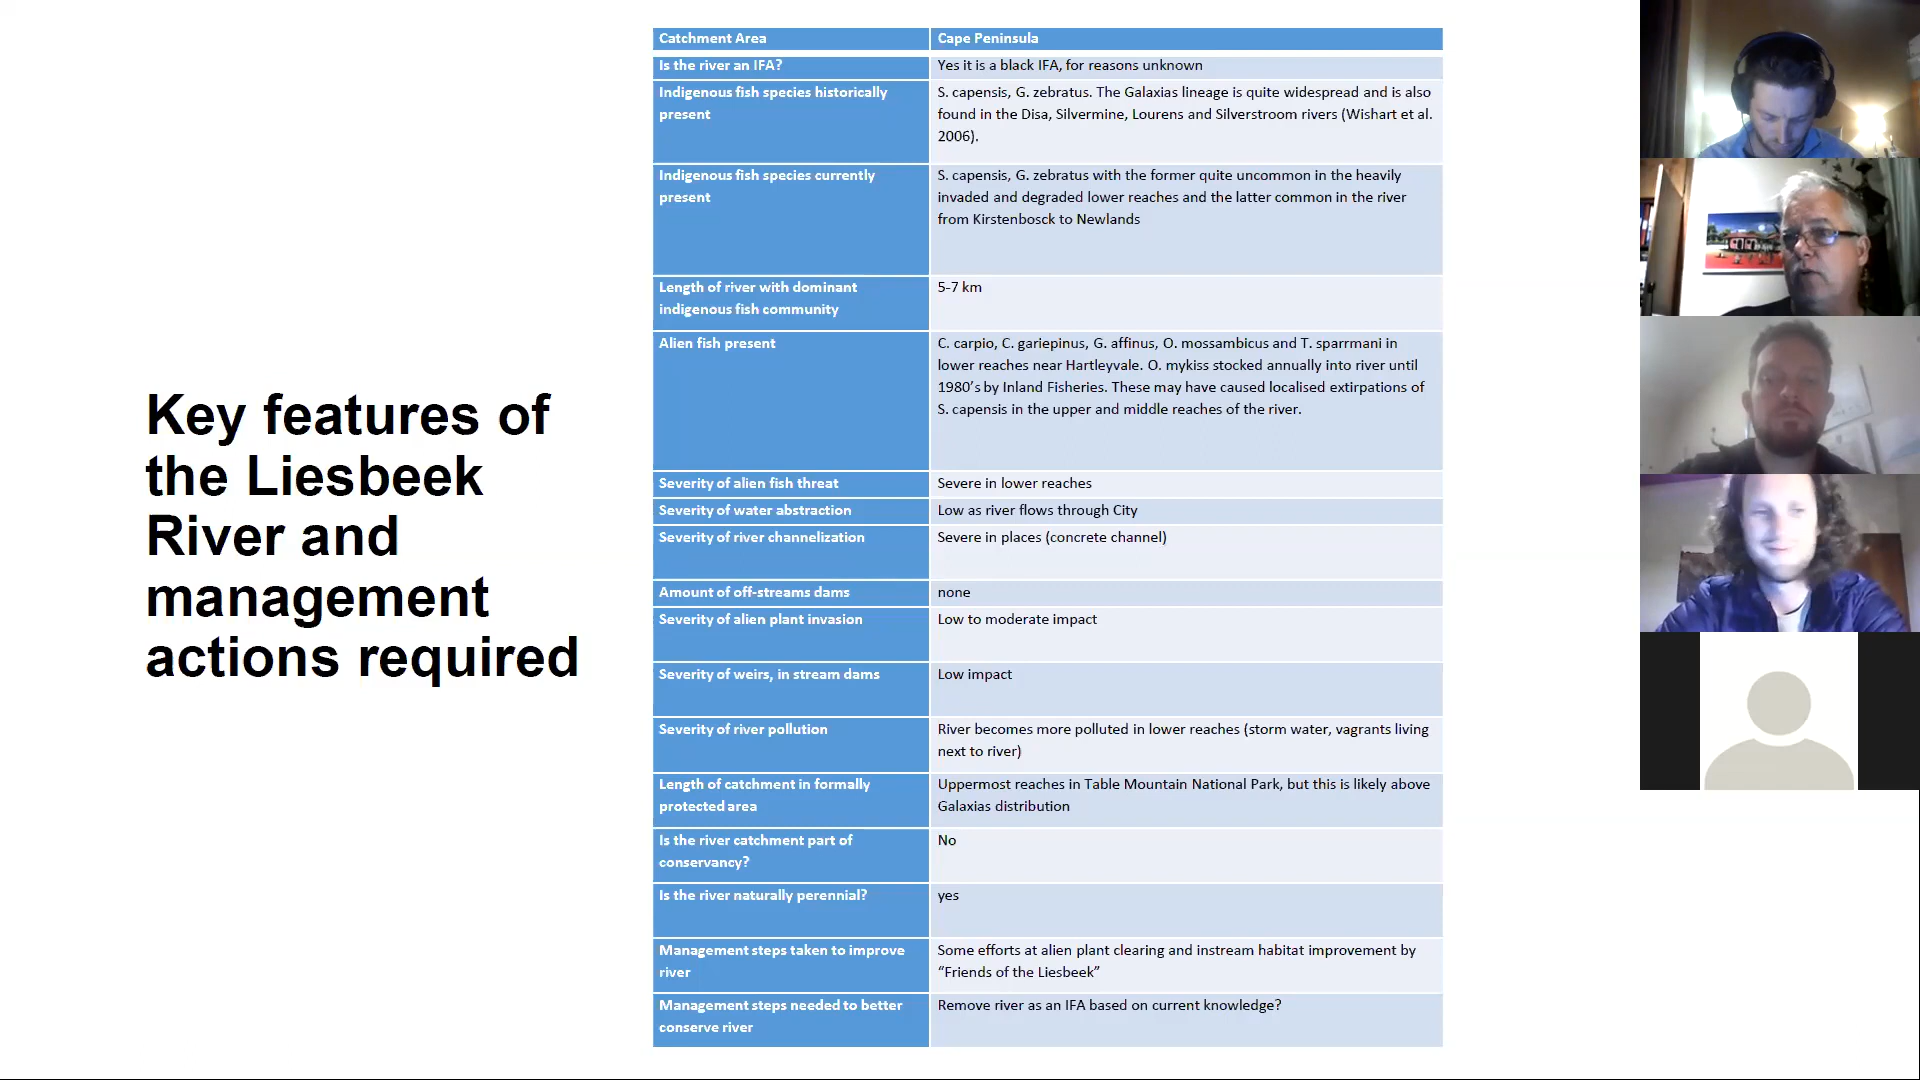 Key features of
the Liesbeek
River and
management
actions required
Catchment Area
Cape Peninsula
Is the river an IFA?
Yes it is a black IFA, for reasons unknown
Indigenous fish species historically
present
S. capensis, G. zebratus. The Galaxias lineage is quite widespread and is also
found in the Disa, Silvermine, Lourens and Silverstroom rivers (Wishart et al.
2006).
Indigenous fish species currently
present
S. capensis, G. zebratus with the former quite uncommon in the heavily
invaded and degraded lower reaches and the latter common in the river
from Kirstenbosck to Newlands
Length of river with dominant
indigenous fish community
5-7 km
Alien fish present
C. carpio, C. gariepinus, G. affinus, O. mossambicus and T. sparrmani in
lower reaches near Hartleyvale. O. mykiss stocked annually into river until
1980's by Inland Fisheries. These may have caused localised extirpations of
S. capensis in the upper and middle reaches of the river.
Severity of alien fish threat
Severe in lower reaches
Severity of water abstraction
Low as river flows through City
Severity of river channelization
Severe in places (concrete channel)
Amount of off-streams dams
none
Severity of alien plant invasion
Low to moderate impact
Severity of weirs, in stream dams
Low impact
Severity of river pollution
River becomes more polluted in lower reaches (storm water, vagrants living
next to river)
Length of catchment in formally
protected area
Uppermost reaches in Table Mountain National Park, but this is likely above
Galaxias distribution
Is the river catchment part of
conservancy?
No
Is the river naturally perennial?
yes
Management steps taken to improve
river
Some efforts at alien plant clearing and instream habitat improvement by
“Friends of the Liesbeek”
Management steps needed to better
conserve river
Remove river as an IFA based on current knowledge?